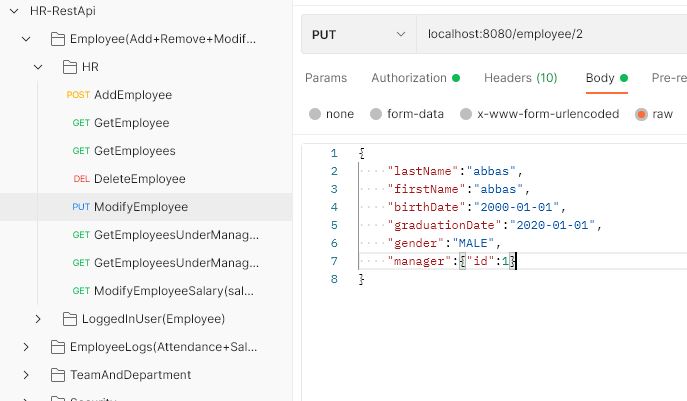 HR-RestApi
Employee(Add+Remove+Modif...
HR
POST AddEmployee
GET GetEmployee
GET GetEmployees
DEL DeleteEmployee
PUT ModifyEmployee
GET GetEmployeesUnderManag...
GET GetEmployeesUnderManag...
GET ModifyEmployeeSalary(sal...
LoggedInUser(Employee)
EmployeeLogs(Attendance+Sal...
TeamAndDepartment
Security
PUT localhost:8080/employee/2
Params Authorization Headers (10) Body Pre-re
none form-data x-www-form-urlencoded raw
1 {
2 "lastName":"abbas",
3 "firstName":"abbas",
4 "birthDate":"2000-01-01",
5 "graduationDate":"2020-01-01",
6 "gender":"MALE",
7 "manager":{"id":1}
8 }